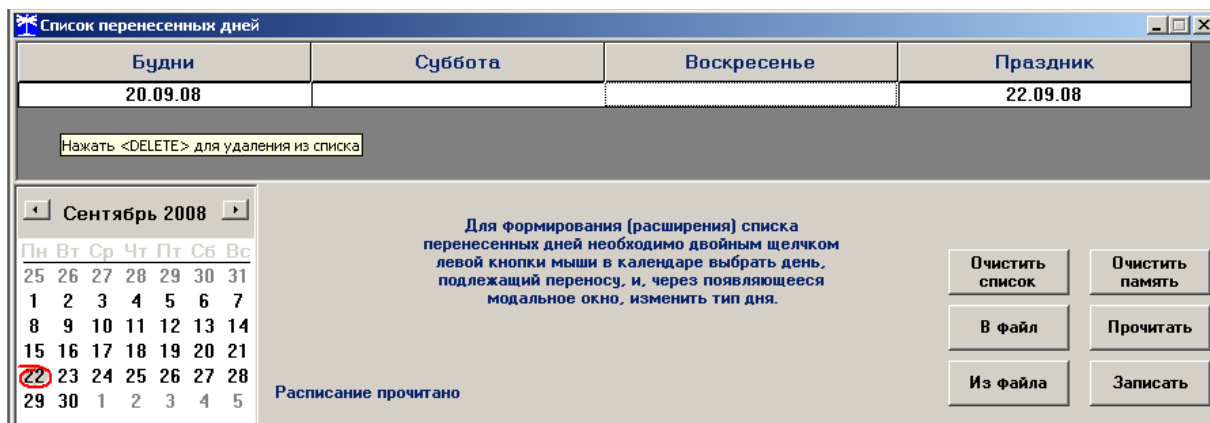 Список перенесенных дней
Будни Суббота Воскресенье Праздник
20.09.08 22.09.08
Нажать <DELETE> для удаления из списка
Сентябрь 2008
Пн Вт Ср Чт Пт Сб Вс
25 26 27 28 29 30 31
1 2 3 4 5 6 7
8 9 10 11 12 13 14
15 16 17 18 19 20 21
22 23 24 25 26 27 28
29 30 1 2 3 4 5
Для формирования (расширения) списка
перенесенных дней необходимо двойным щелчком
левой кнопки мыши в календаре выбрать день,
подлежащий переносу, и, через появляющееся
модальное окно, изменить тип дня.
Расписание прочитано
Очистить
список
Очистить
память
В файл
Прочитать
Из файла
Записать